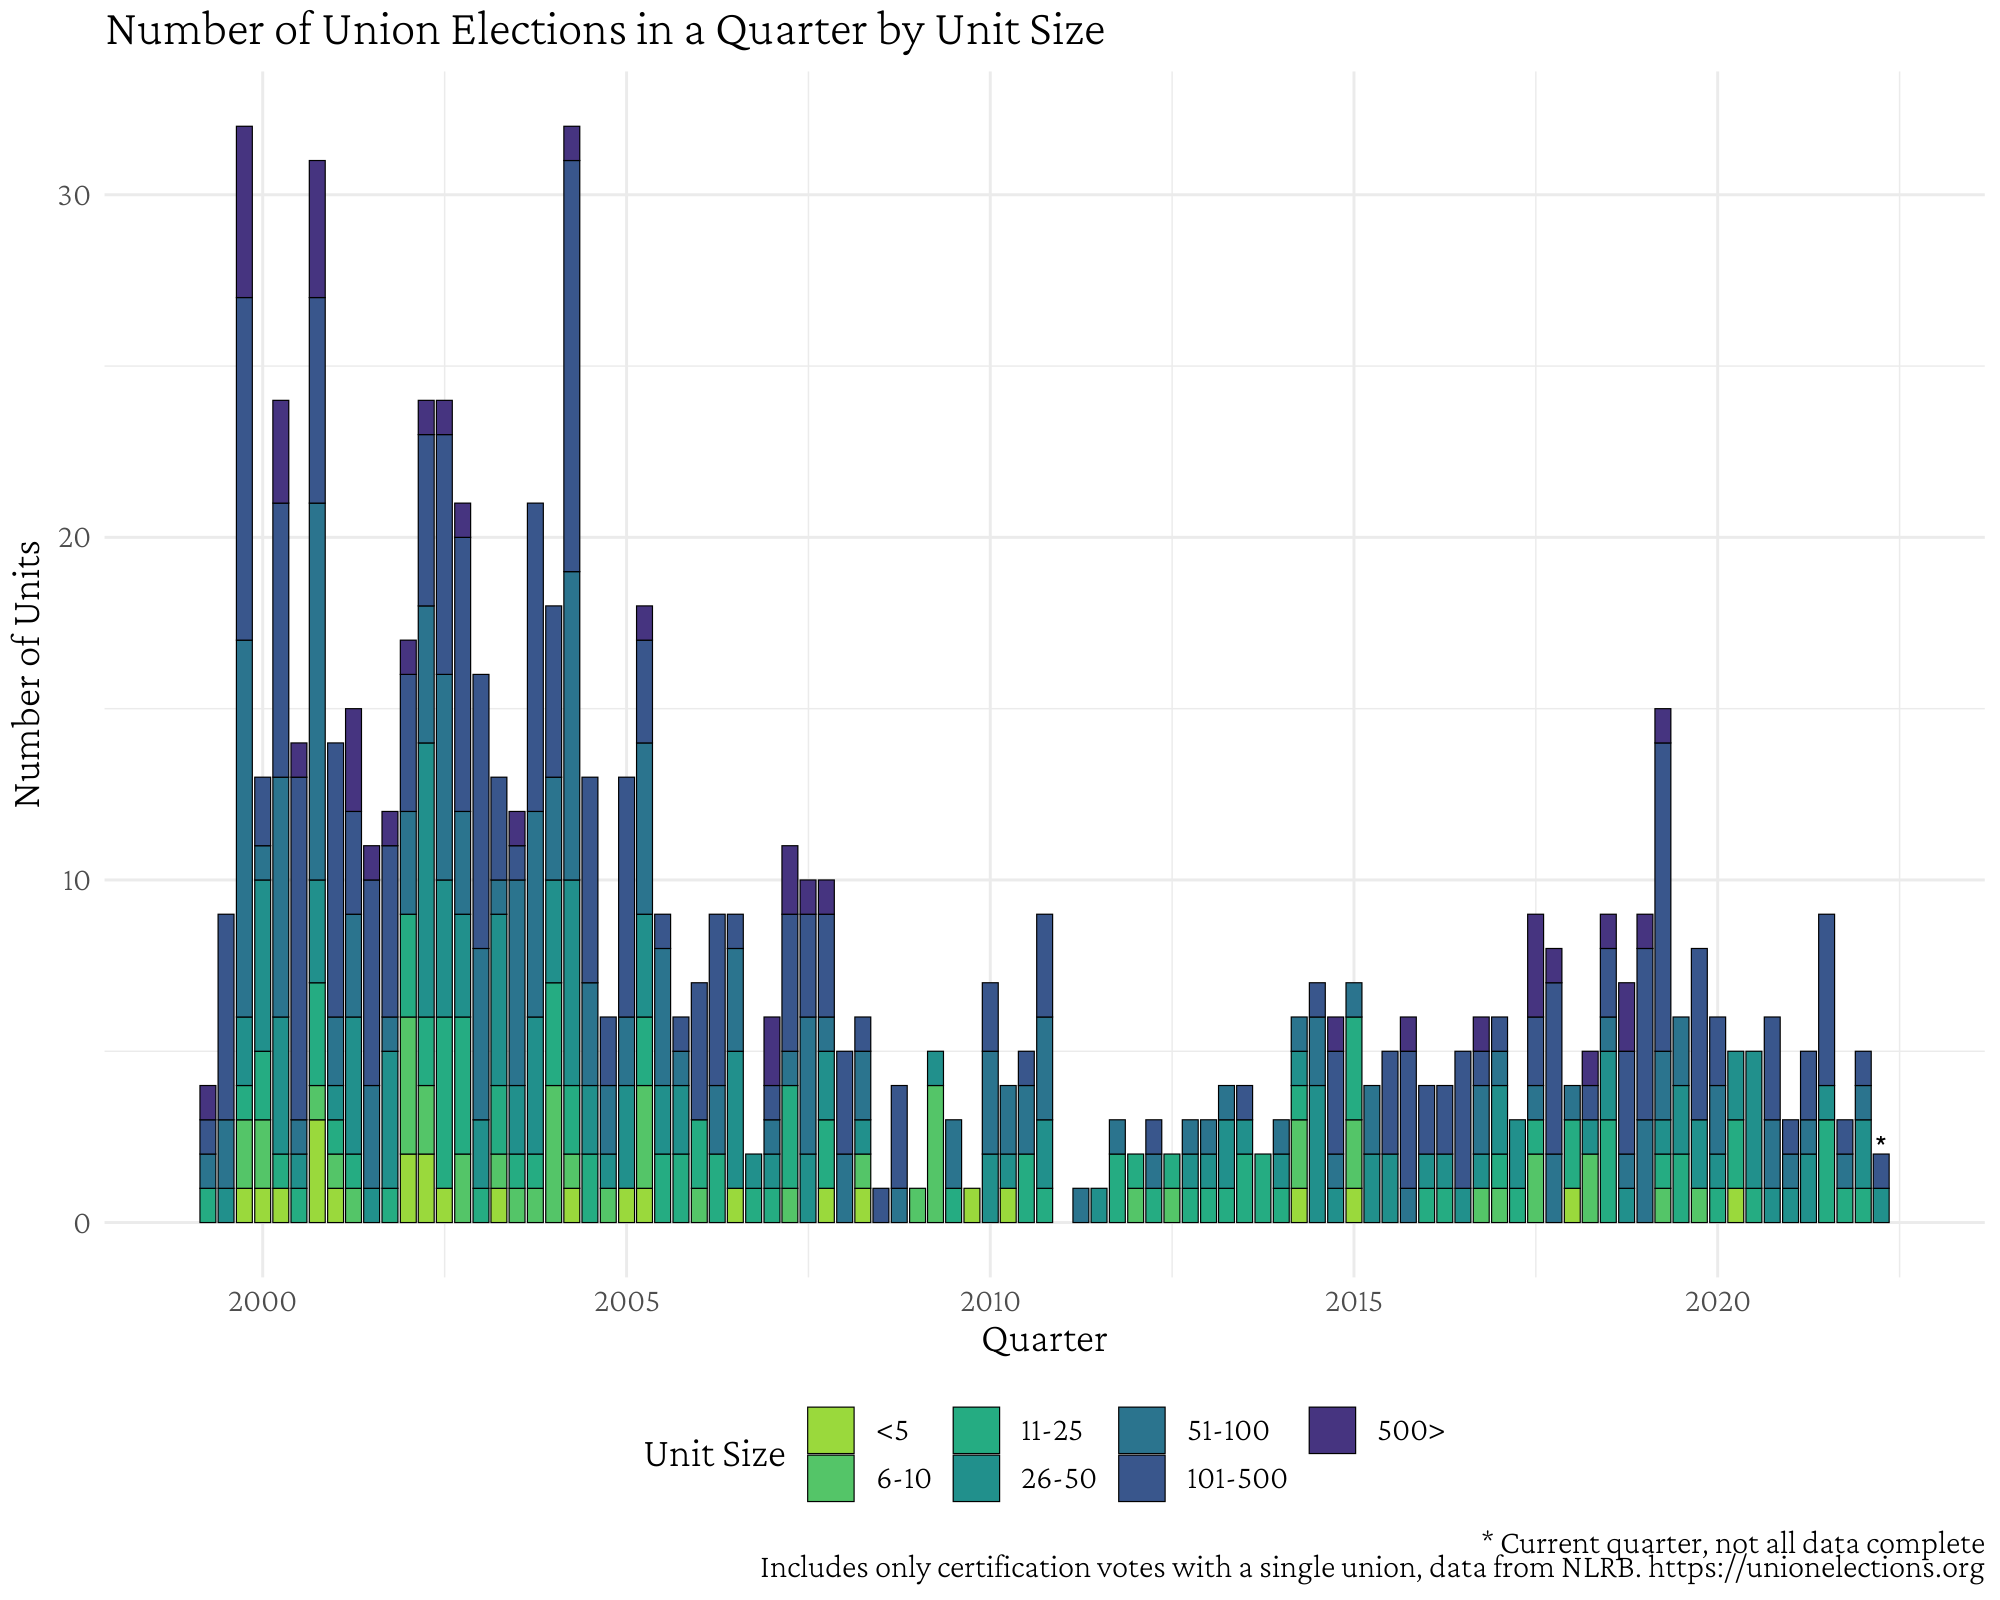 Number of Union Elections in a Quarter by Unit Size
Number of Units
30
20
10
0
*
2000 2005 2010 2015 2020
Quarter
Unit Size
<5 11-25 51-100 500>
6-10 26-50 101-500
* Current quarter, not all data complete
Includes only certification votes with a single union, data from NLRB. https://unionelections.org